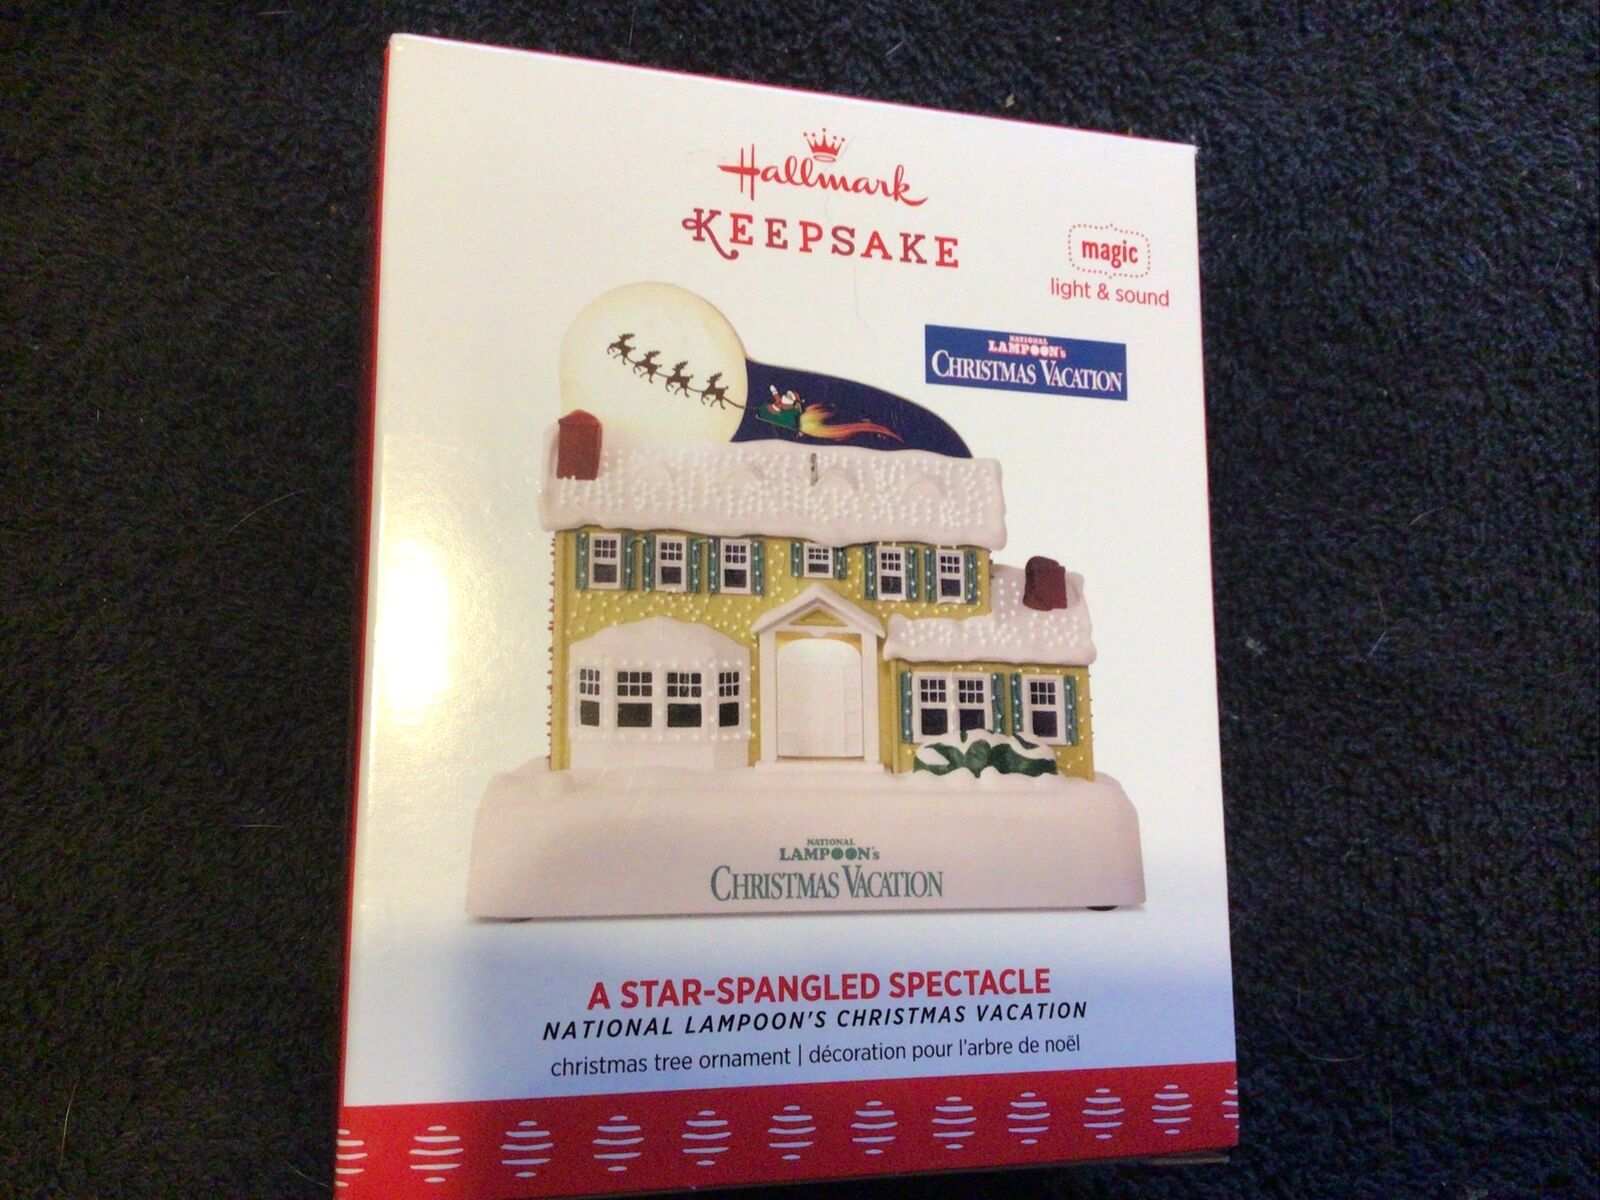 Hallmark
KEEPSAKE
magic
light & sound
NATIONAL
LAMPOON's
CHRISTMAS VACATION
NATIONAL
LAMPOON's
CHRISTMAS VACATION
A STAR-SPANGLED SPECTACLE
NATIONAL LAMPOON'S CHRISTMAS VACATION
christmas tree ornament | décoration pour l'arbre de noël